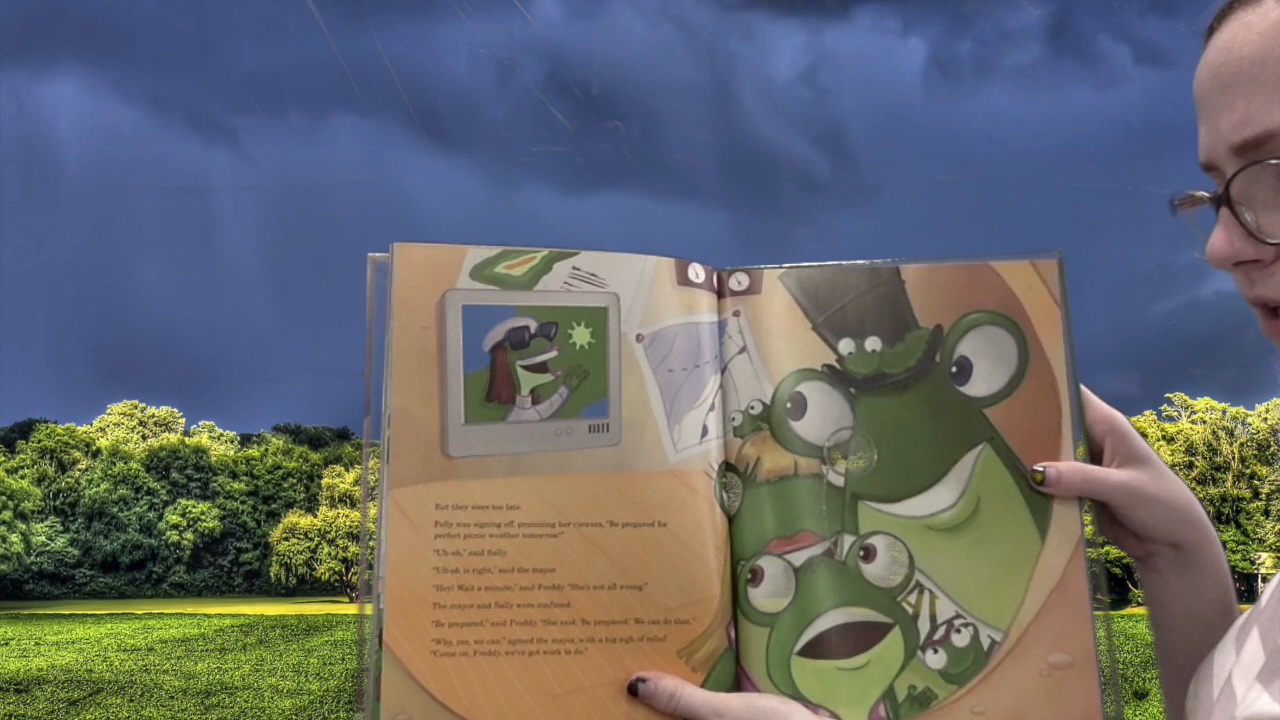 But they were too late.
Polly was signing off, promising her viewers, "Be prepared for
perfect picnic weather tomorrow!"
"Uh-oh," said Sally.
"Uh-oh is right," said the mayor.
"Hey! Wait a minute," said Freddy. "She's not all wrong."
The mayor and Sally were confused.
"Be prepared," said Freddy. "She said, 'Be prepared.' We can do that."
"Why, yes, we can," agreed the mayor, with a big sigh of relief.
"Come on, Freddy, we've got work to do."